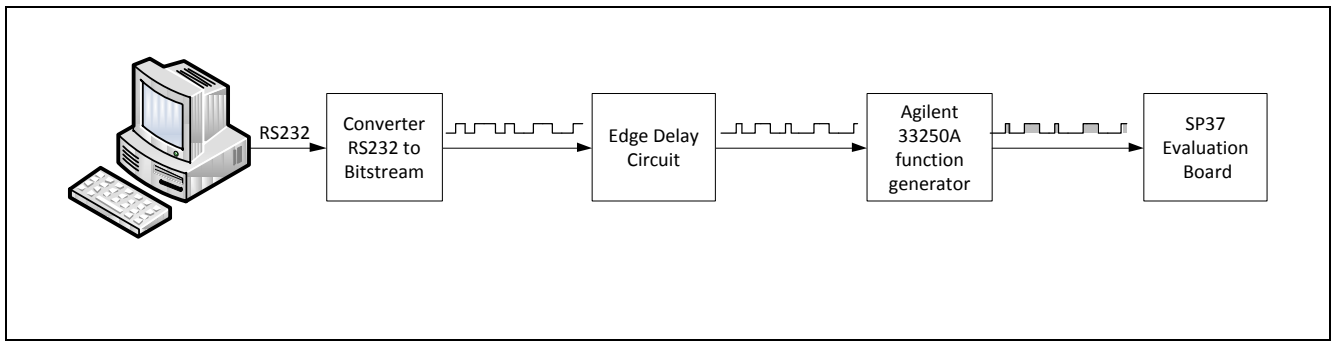 RS232
Converter
RS232 to
Bitstream
Edge Delay
Circuit
Agilent
33250A
function
generator
SP37
Evaluation
Board